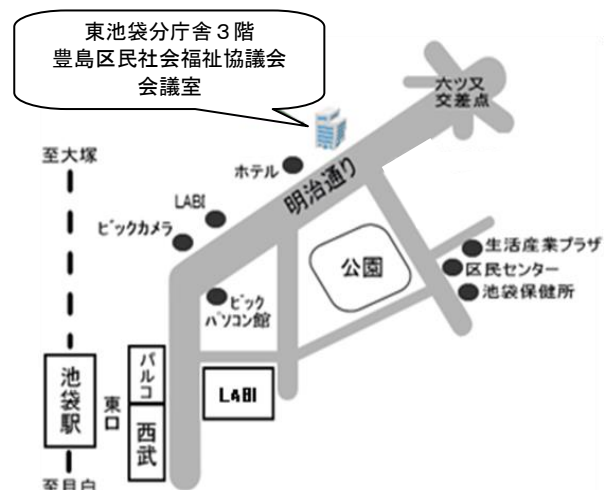 東池袋分庁舎３階
豊島区民社会福祉協議会
会議室
六ツ又
交差点
至大塚
ホテル
明治通り
LABI
ビックカメラ
公園
生活産業プラザ
区民センター
池袋保健所
ビック
パソコン館
パルコ
LABI
池袋駅
東口
西武
至目白